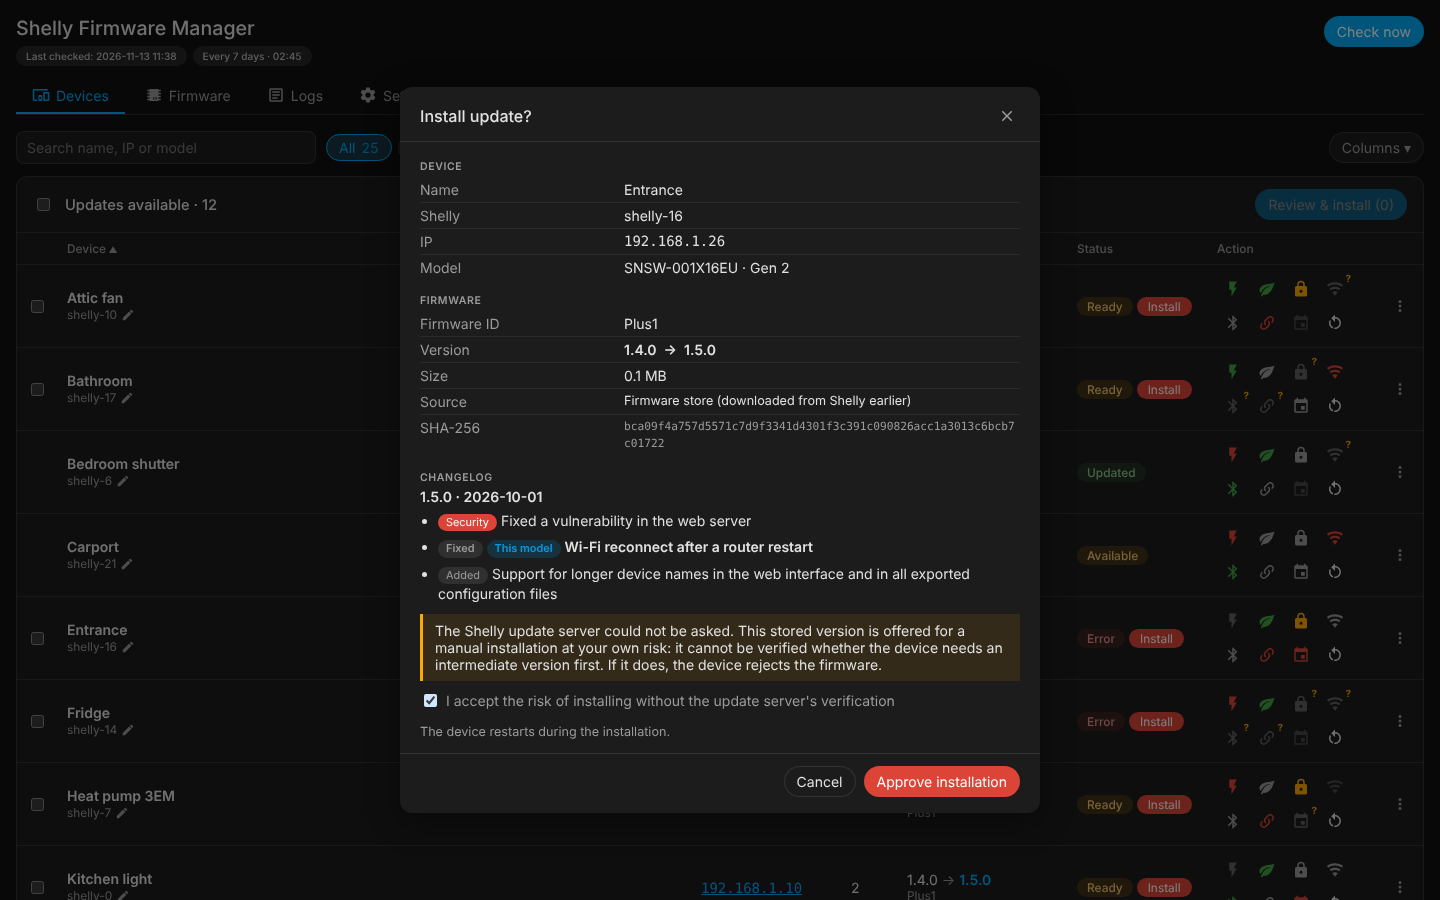 Shelly Firmware Manager
Check now
Last checked: 2026-11-13 11:38
Every 7 days · 02:45
Devices
Firmware
Logs
Se
Search name, IP or model
All 25
Columns ▾
Updates available · 12
Review & install (0)
Device ▲
Status
Action
Attic fan
shelly-10
Ready
Install
?
Bathroom
shelly-17
Ready
Install
?
?
?
Bedroom shutter
shelly-6
Updated
?
Carport
shelly-21
Available
Entrance
shelly-16
Error
Install
Fridge
shelly-14
Error
Install
?
?
?
?
Heat pump 3EM
shelly-7
Plus1
Ready
Install
?
Kitchen light
shelly-0
192.168.1.10
2
1.4.0 → 1.5.0
Plus1
Ready
Install
Install update?
DEVICE
Name Entrance
Shelly shelly-16
IP 192.168.1.26
Model SNSW-001X16EU · Gen 2
FIRMWARE
Firmware ID Plus1
Version 1.4.0 → 1.5.0
Size 0.1 MB
Source Firmware store (downloaded from Shelly earlier)
SHA-256 bca09f4a757d5571c7d9f3341d4301f3c391c090826acc1a3013c6bcb7
c01722
CHANGELOG
1.5.0 · 2026-10-01
• Security Fixed a vulnerability in the web server
• Fixed This model Wi-Fi reconnect after a router restart
• Added Support for longer device names in the web interface and in all exported
configuration files
The Shelly update server could not be asked. This stored version is offered for a
manual installation at your own risk: it cannot be verified whether the device needs an
intermediate version first. If it does, the device rejects the firmware.
I accept the risk of installing without the update server's verification
The device restarts during the installation.
Cancel
Approve installation